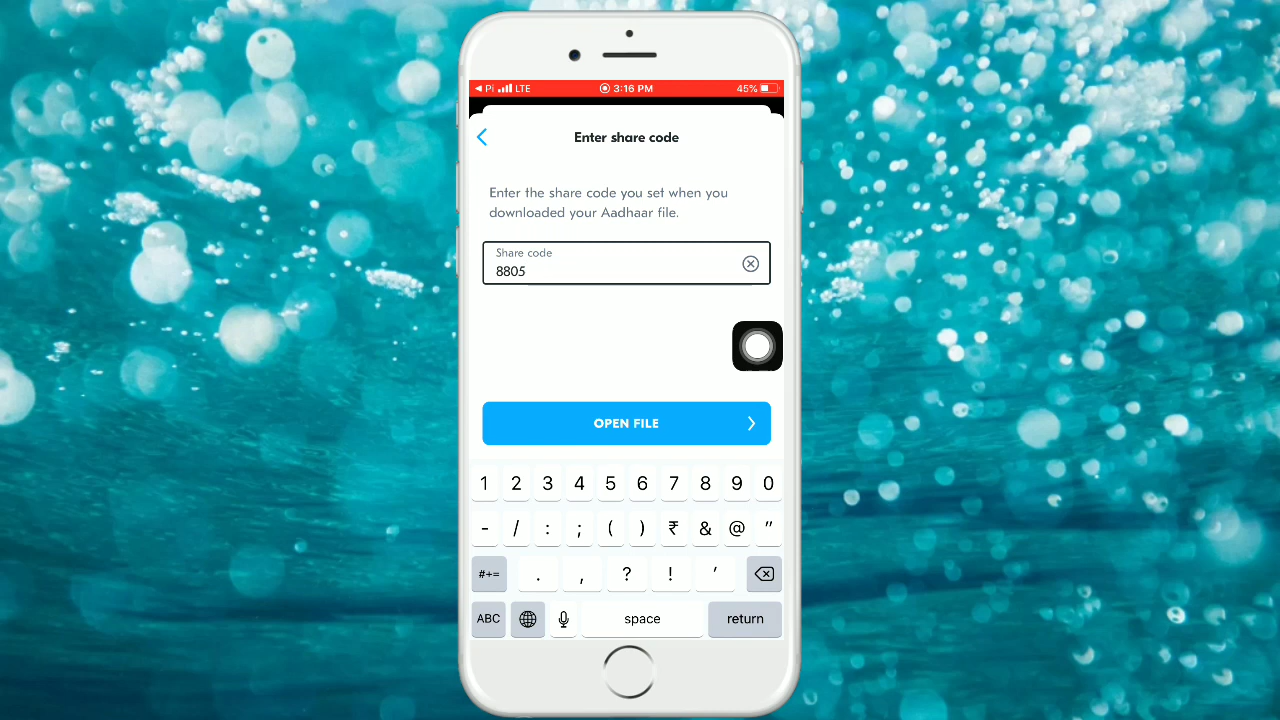 ◀ Pi LTE 3:16 PM 45%
Enter share code
Enter the share code you set when you
downloaded your Aadhaar file.
Share code
8805
OPEN FILE
1 2 3 4 5 6 7 8 9 0
- / : ; ( ) ₹ & @ "
#+= . , ? ! '
ABC space return